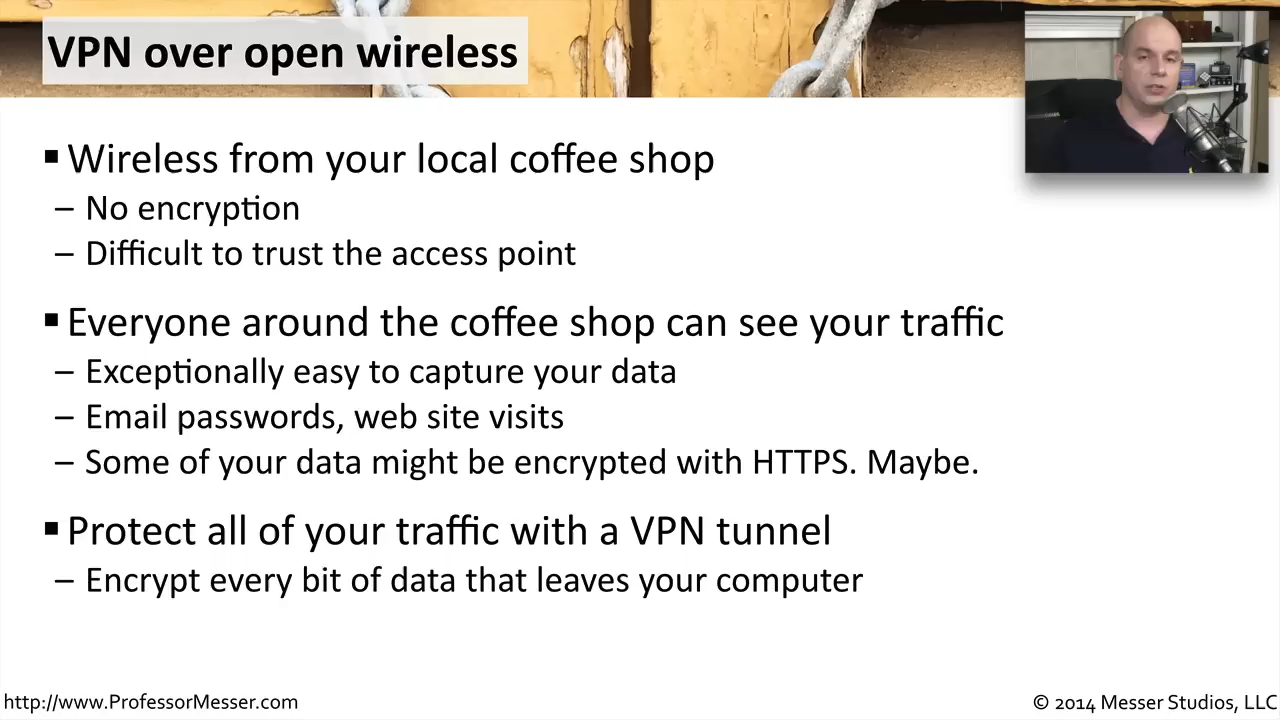 VPN over open wireless
▪ Wireless from your local coffee shop
– No encryption
– Difficult to trust the access point
▪ Everyone around the coffee shop can see your traffic
– Exceptionally easy to capture your data
– Email passwords, web site visits
– Some of your data might be encrypted with HTTPS. Maybe.
▪ Protect all of your traffic with a VPN tunnel
– Encrypt every bit of data that leaves your computer
http://www.ProfessorMesser.com
© 2014 Messer Studios, LLC